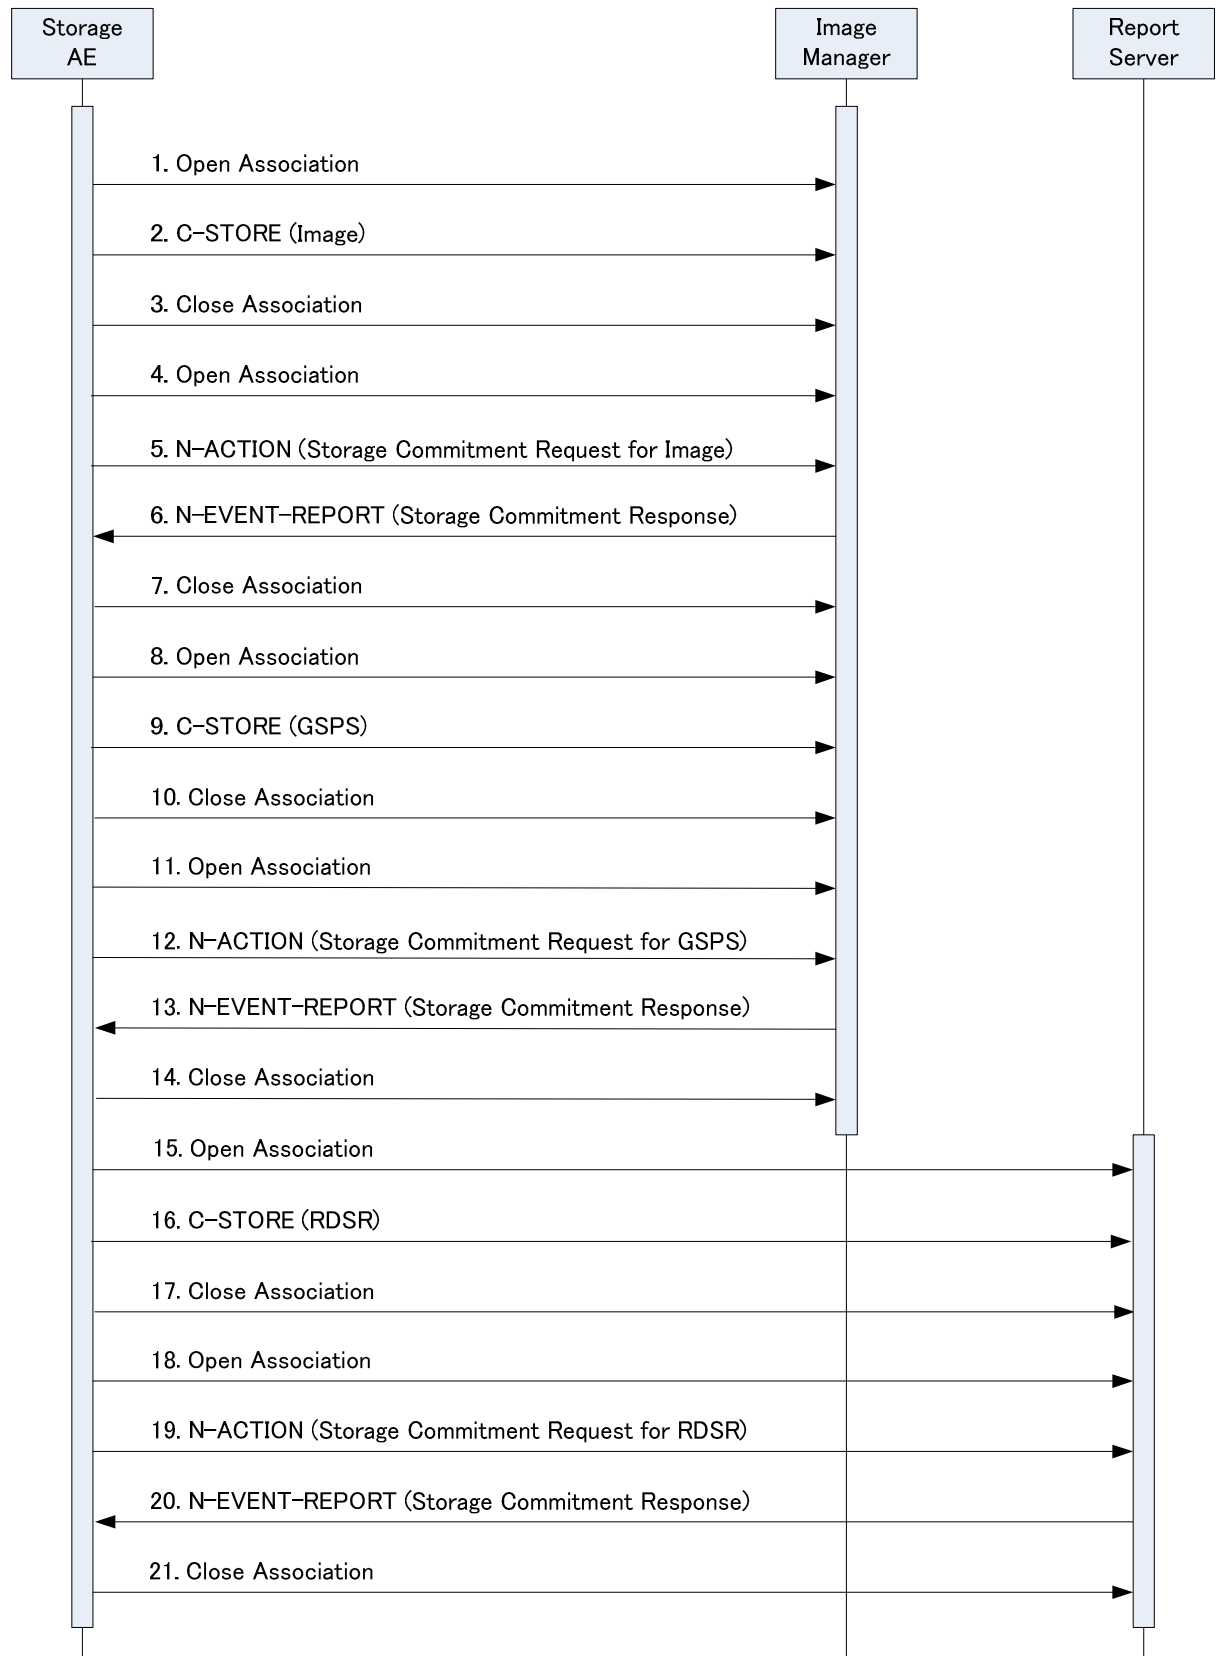 Storage
AE
Image
Manager
Report
Server
1. Open Association
2. C-STORE (Image)
3. Close Association
4. Open Association
5. N-ACTION (Storage Commitment Request for Image)
6. N-EVENT-REPORT (Storage Commitment Response)
7. Close Association
8. Open Association
9. C-STORE (GSPS)
10. Close Association
11. Open Association
12. N-ACTION (Storage Commitment Request for GSPS)
13. N-EVENT-REPORT (Storage Commitment Response)
14. Close Association
15. Open Association
16. C-STORE (RDSR)
17. Close Association
18. Open Association
19. N-ACTION (Storage Commitment Request for RDSR)
20. N-EVENT-REPORT (Storage Commitment Response)
21. Close Association